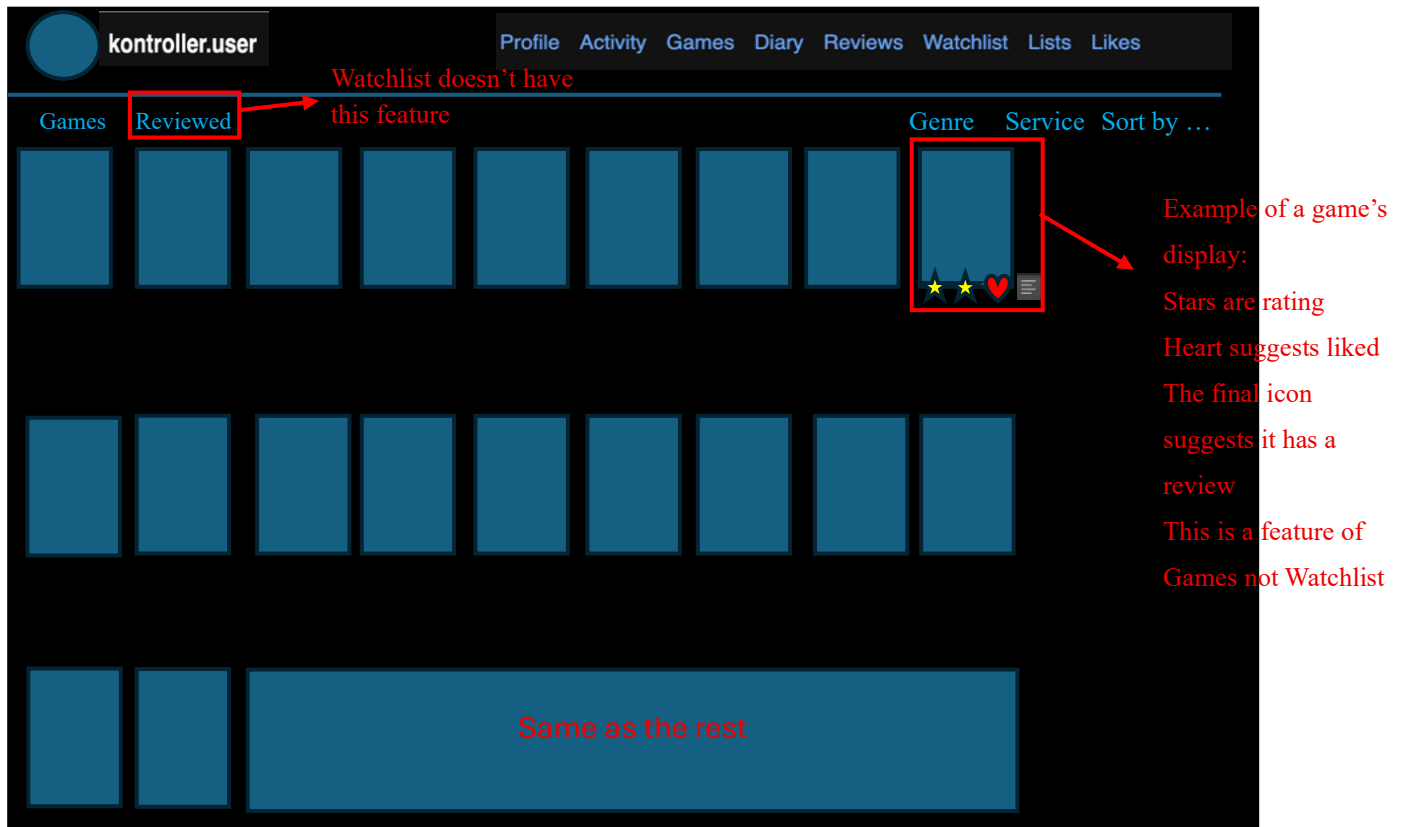 kontroller.user
Profile Activity Games Diary Reviews Watchlist Lists Likes
Watchlist doesn’t have
this feature
Games Reviewed
Genre Service Sort by …
Example of a game’s
display:
Stars are rating
Heart suggests liked
The final icon
suggests it has a
review
This is a feature of
Games not Watchlist
Same as the rest